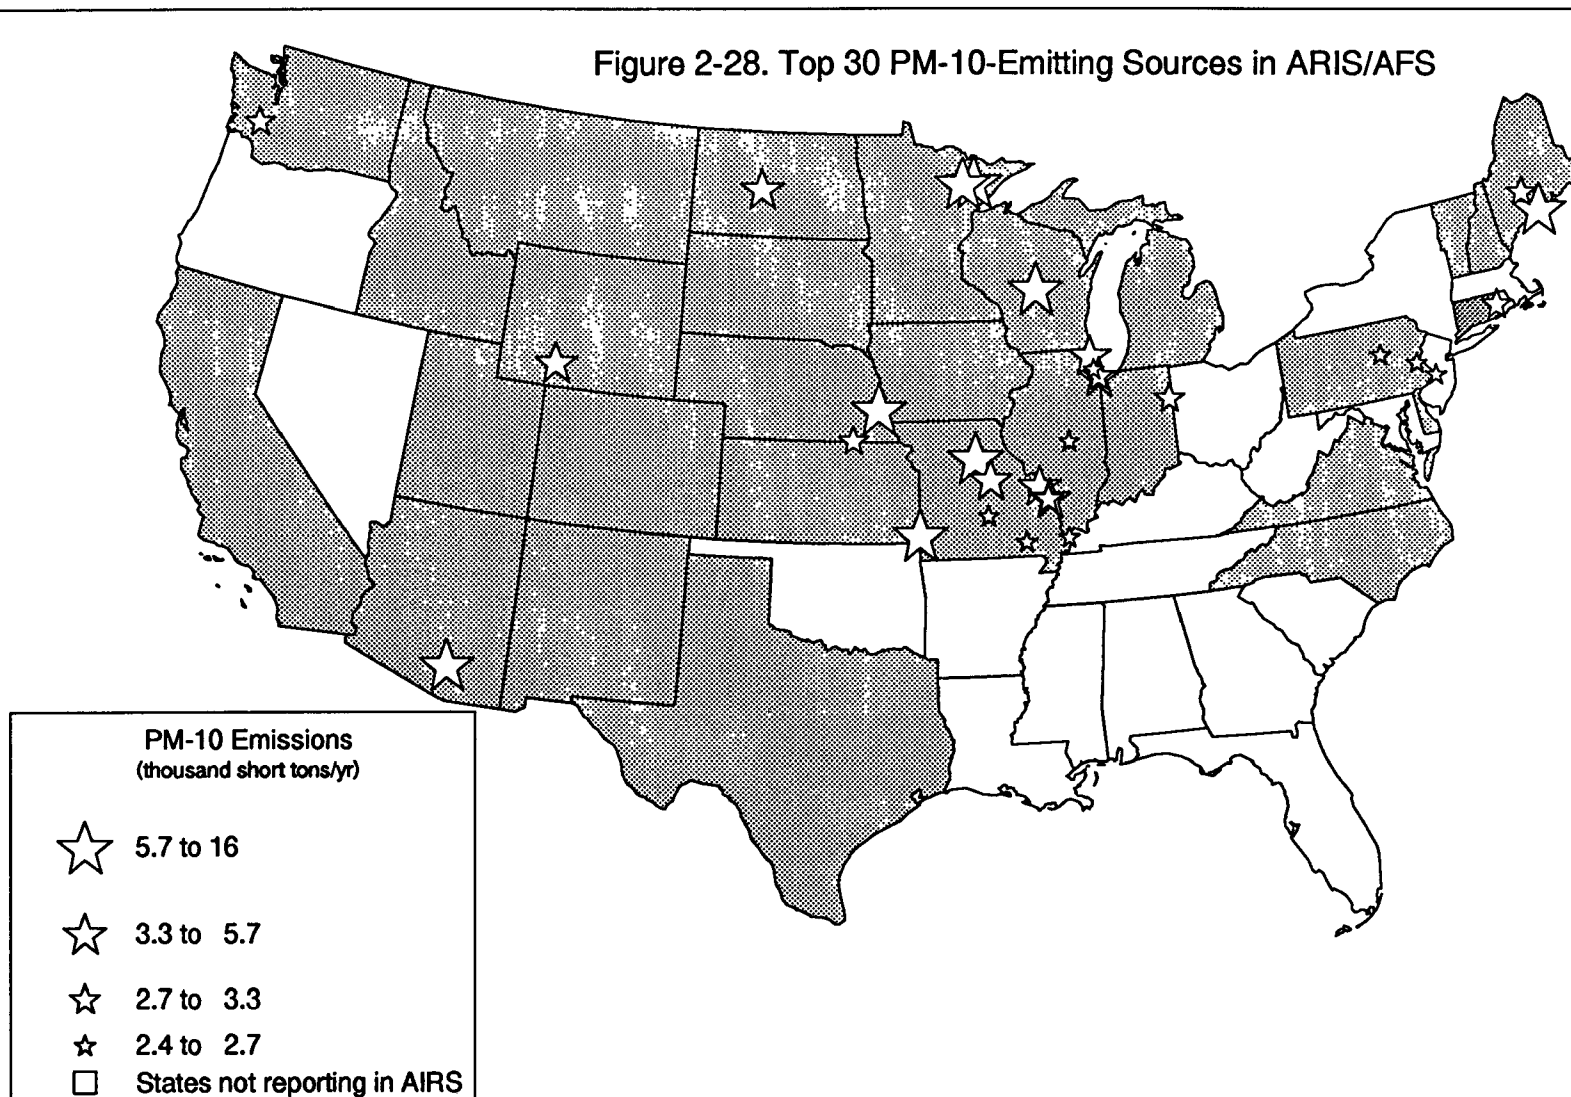 Figure 2-28. Top 30 PM-10-Emitting Sources in ARIS/AFS
PM-10 Emissions
(thousand short tons/yr)
5.7 to 16
3.3 to 5.7
2.7 to 3.3
2.4 to 2.7
States not reporting in AIRS